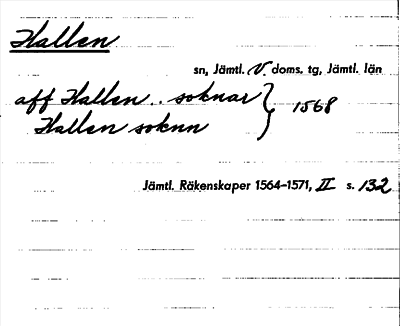 Hallen
sn, Jämtl. V. doms. tg, Jämtl. län
aff Hallen .. soknar } 1568
Hallen soknn
Jämtl. Räkenskaper 1564–1571, II s. 132